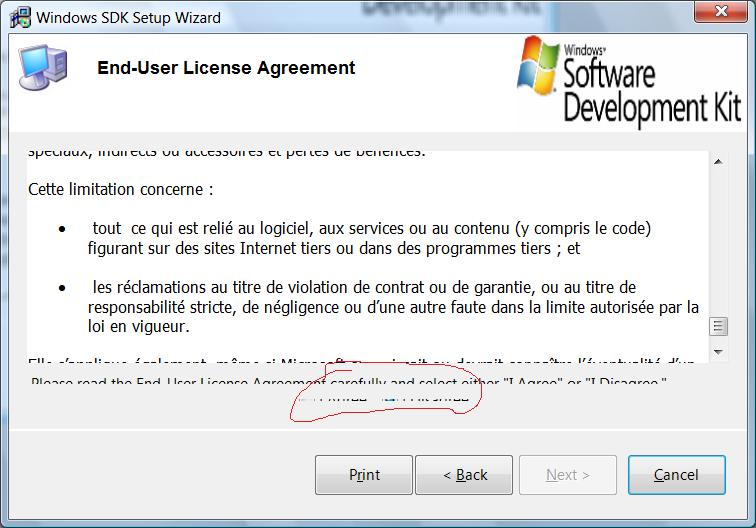 Windows SDK Setup Wizard
End-User License Agreement
Windows
Software
Development Kit
spéciaux, indirects ou accessoires et pertes de bénéfices.
Cette limitation concerne :
• tout ce qui est relié au logiciel, aux services ou au contenu (y compris le code)
figurant sur des sites Internet tiers ou dans des programmes tiers ; et
• les réclamations au titre de violation de contrat ou de garantie, ou au titre de
responsabilité stricte, de négligence ou d’une autre faute dans la limite autorisée par la
loi en vigueur.
Elle s’applique également, même si Microsoft connaissait ou devrait connaître l’éventualité d’un
Please read the End-User License Agreement carefully and select either "I Agree" or "I Disagree."
I Agree I Disagree
Print < Back Next > Cancel